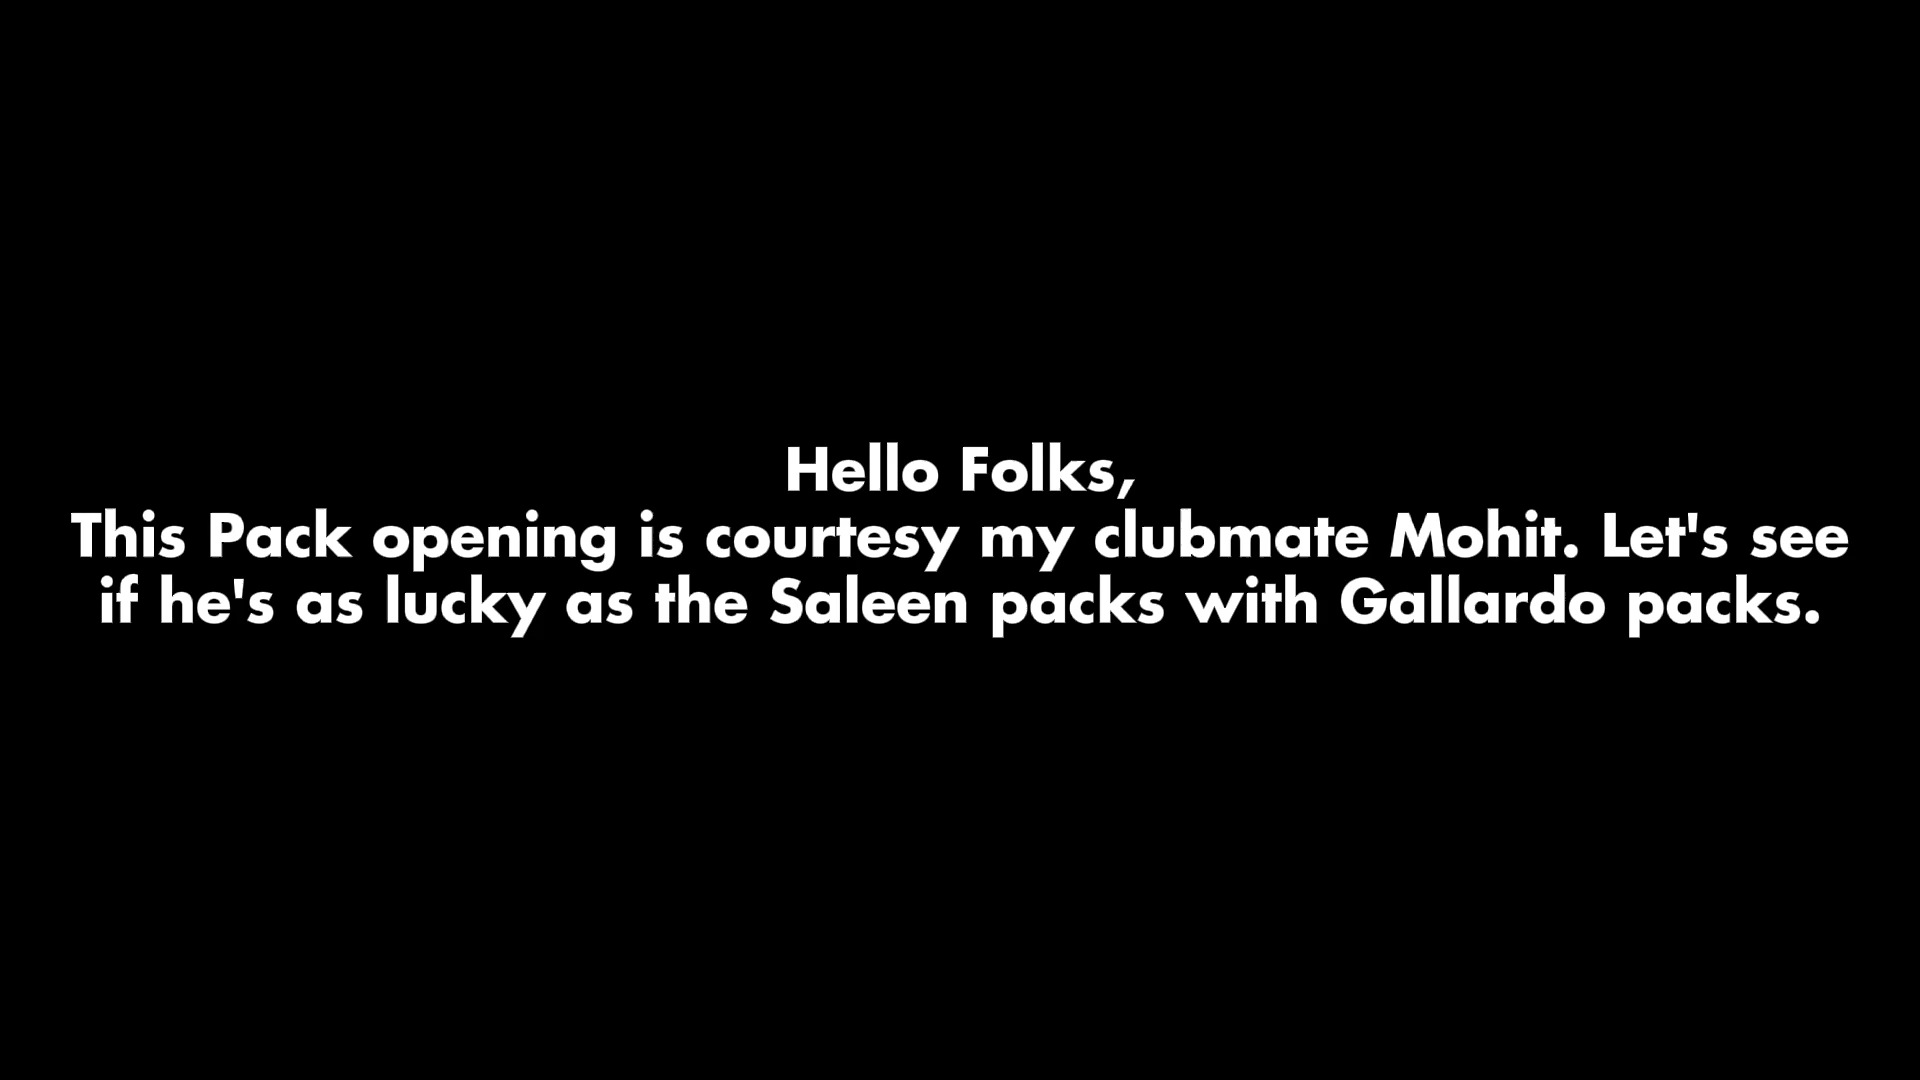 Hello Folks,
This Pack opening is courtesy my clubmate Mohit. Let's see
if he's as lucky as the Saleen packs with Gallardo packs.